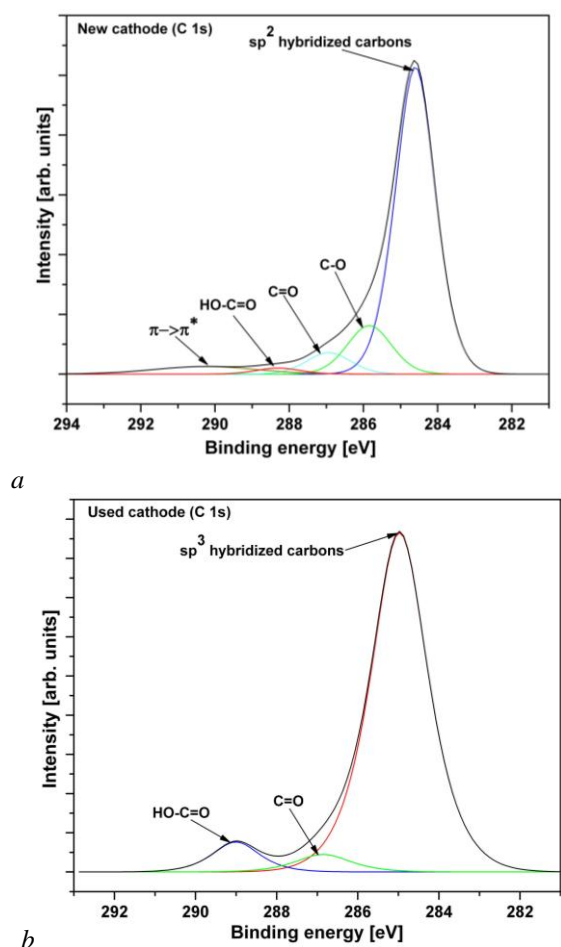 New cathode (C 1s)
sp² hybridized carbons
C-O
C=O
HO-C=O
π−>π*
Intensity [arb. units]
294 292 290 288 286 284 282
Binding energy [eV]
a
Used cathode (C 1s)
sp³ hybridized carbons
HO-C=O
C=O
Intensity [arb. units]
292 290 288 286 284 282
Binding energy [eV]
b